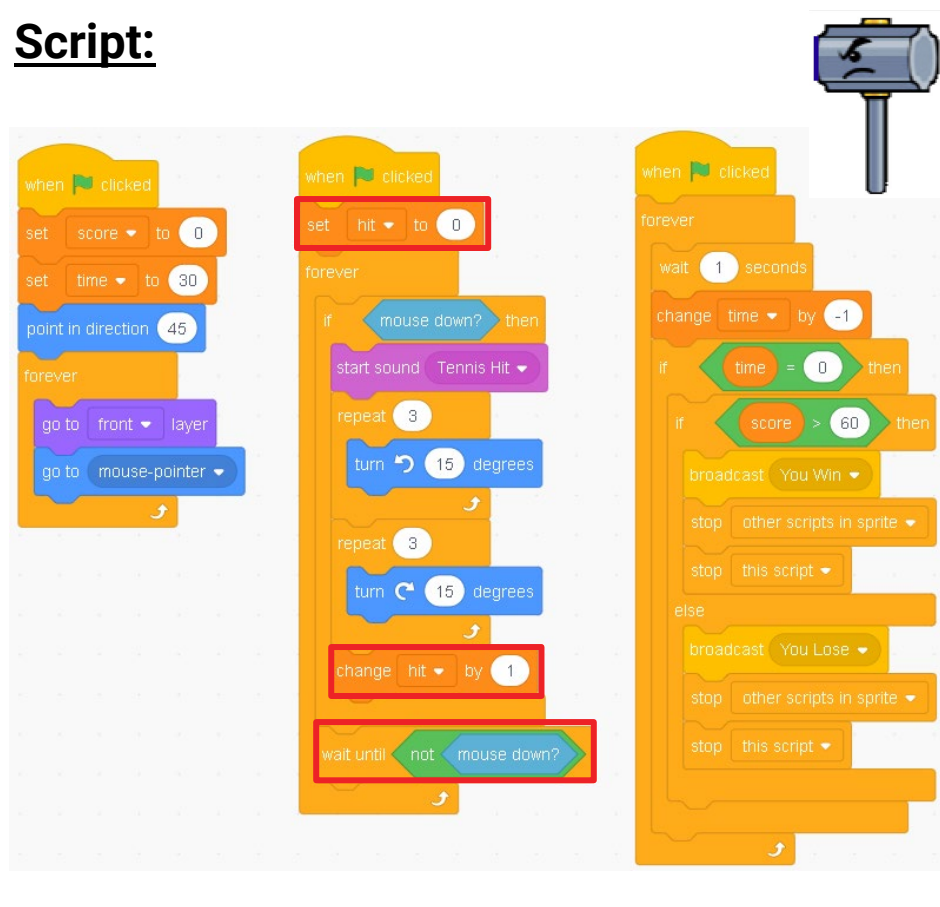 Script:
when clicked
set score to 0
set time to 30
point in direction 45
forever
go to front layer
go to mouse-pointer
when clicked
set hit to 0
forever
if mouse down? then
start sound Tennis Hit
repeat 3
turn 15 degrees
repeat 3
turn 15 degrees
change hit by 1
wait until not mouse down?
when clicked
forever
wait 1 seconds
change time by -1
if time = 0 then
if score > 60 then
broadcast You Win
stop other scripts in sprite
stop this script
else
broadcast You Lose
stop other scripts in sprite
stop this script